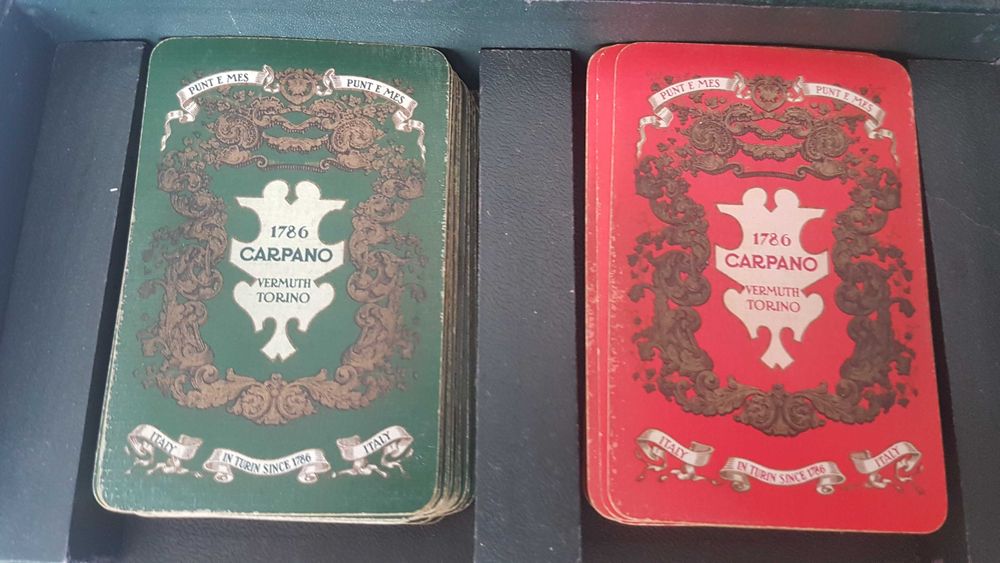 PUNT E MES PUNT E MES
1786
CARPANO
VERMUTH
TORINO
ITALY IN TURIN SINCE 1786 ITALY
PUNT E MES PUNT E MES
1786
CARPANO
VERMUTH
TORINO
ITALY IN TURIN SINCE 1786 ITALY